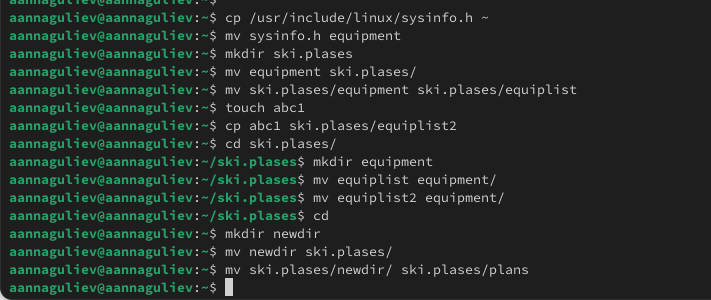 aannaguliev@aannaguliev:~$ cp /usr/include/linux/sysinfo.h ~
aannaguliev@aannaguliev:~$ mv sysinfo.h equipment
aannaguliev@aannaguliev:~$ mkdir ski.plases
aannaguliev@aannaguliev:~$ mv equipment ski.plases/
aannaguliev@aannaguliev:~$ mv ski.plases/equipment ski.plases/equiplist
aannaguliev@aannaguliev:~$ touch abc1
aannaguliev@aannaguliev:~$ cp abc1 ski.plases/equiplist2
aannaguliev@aannaguliev:~$ cd ski.plases/
aannaguliev@aannaguliev:~/ski.plases$ mkdir equipment
aannaguliev@aannaguliev:~/ski.plases$ mv equiplist equipment/
aannaguliev@aannaguliev:~/ski.plases$ mv equiplist2 equipment/
aannaguliev@aannaguliev:~/ski.plases$ cd
aannaguliev@aannaguliev:~$ mkdir newdir
aannaguliev@aannaguliev:~$ mv newdir ski.plases/
aannaguliev@aannaguliev:~$ mv ski.plases/newdir/ ski.plases/plans
aannaguliev@aannaguliev:~$